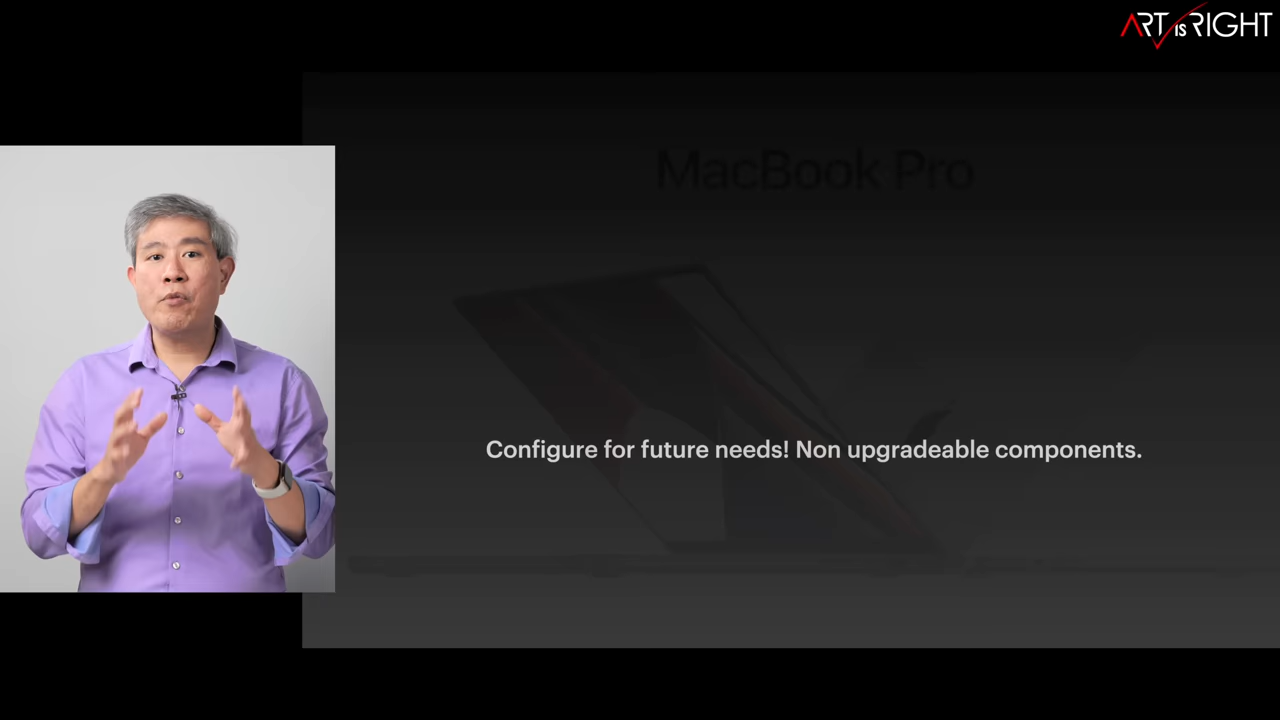 ART IS RIGHT
MacBook Pro
Configure for future needs! Non upgradeable components.